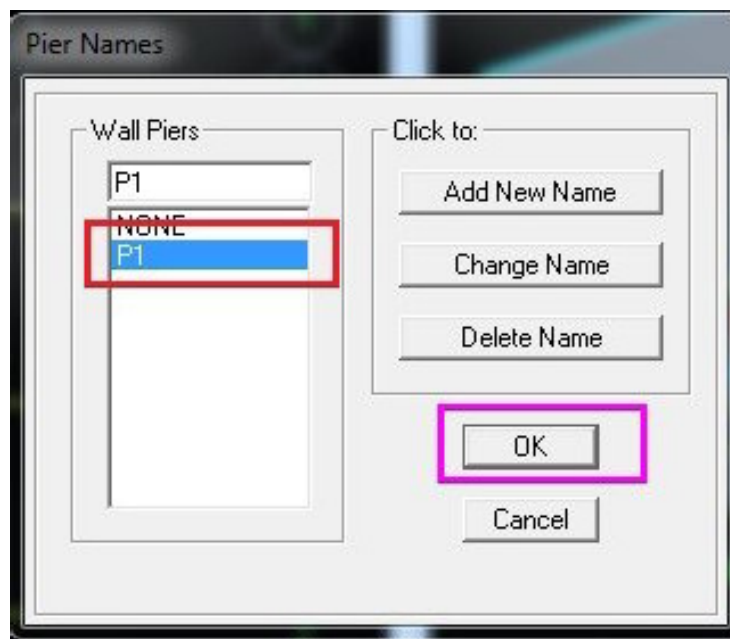 Pier Names
Wall Piers
P1
NONE
P1
Click to:
Add New Name
Change Name
Delete Name
OK
Cancel